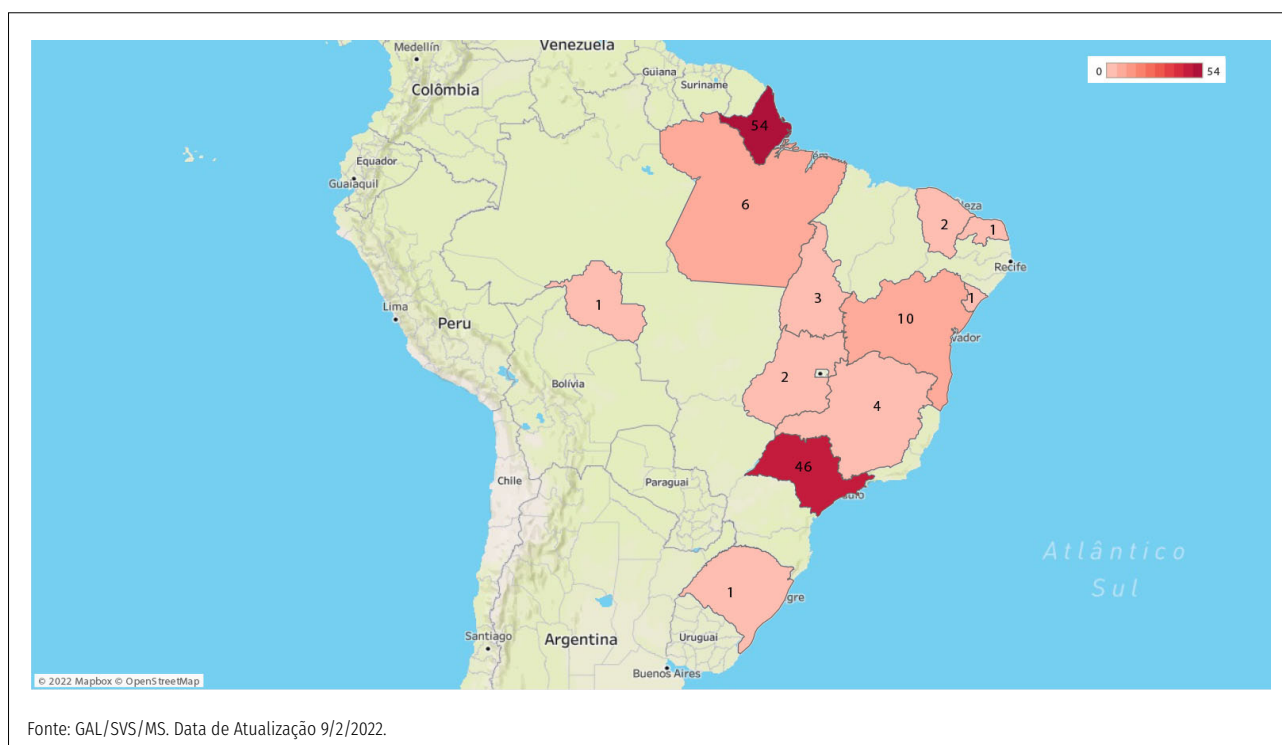 Medellín
Venezuela
Guiana
Suriname
Colômbia
0 54
54
Equador
Guaiaquil
6
2
1
Recife
1
3
1
10
Lima
Peru
Bolívia
2
4
46
Chile
Paraguai
Atlântico
Sul
1
Santiago
Argentina
Uruguai
Buenos Aires
© 2022 Mapbox © OpenStreetMap
Fonte: GAL/SVS/MS. Data de Atualização 9/2/2022.